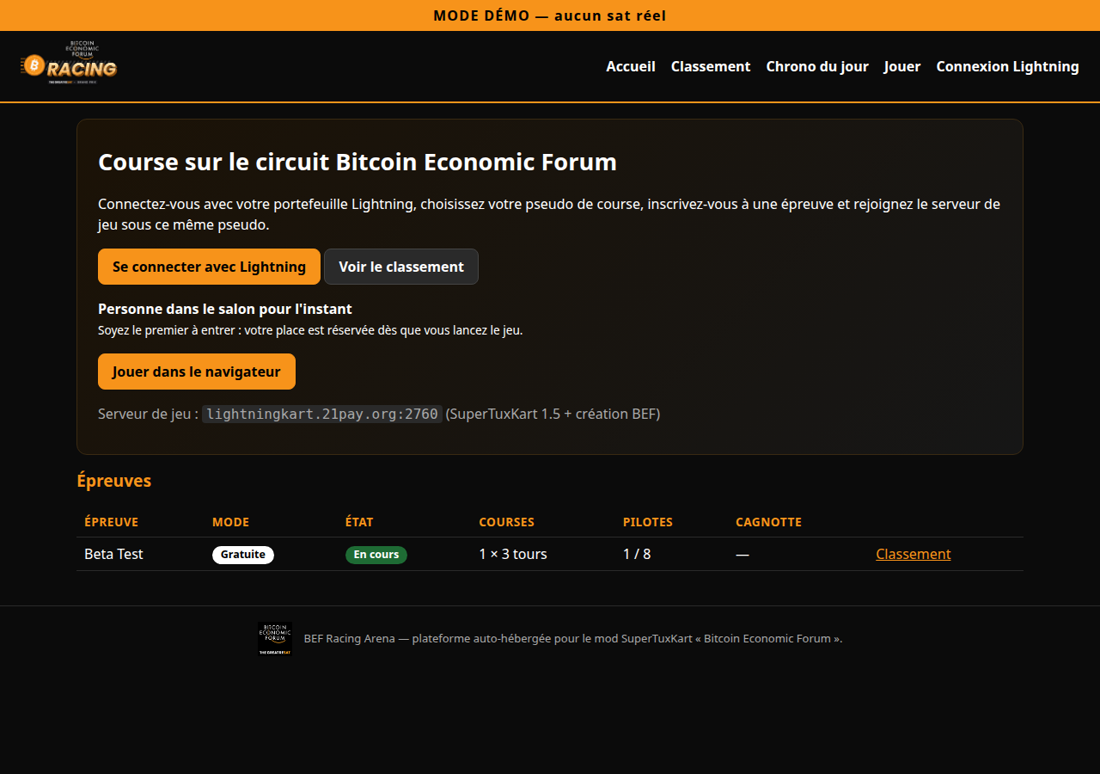 MODE DÉMO — aucun sat réel
BITCOIN
ECONOMIC
FORUM
RACING
Accueil Classement Chrono du jour Jouer Connexion Lightning
Course sur le circuit Bitcoin Economic Forum
Connectez-vous avec votre portefeuille Lightning, choisissez votre pseudo de course, inscrivez-vous à une épreuve et rejoignez le serveur de
jeu sous ce même pseudo.
Se connecter avec Lightning Voir le classement
Personne dans le salon pour l'instant
Soyez le premier à entrer : votre place est réservée dès que vous lancez le jeu.
Jouer dans le navigateur
Serveur de jeu : lightningkart.21pay.org:2760 (SuperTuxKart 1.5 + création BEF)
Épreuves
ÉPREUVE MODE ÉTAT COURSES PILOTES CAGNOTTE
Beta Test Gratuite En cours 1 × 3 tours 1 / 8 — Classement
BITCOIN
ECONOMIC
FORUM
BEF Racing Arena — plateforme auto-hébergée pour le mod SuperTuxKart « Bitcoin Economic Forum ».